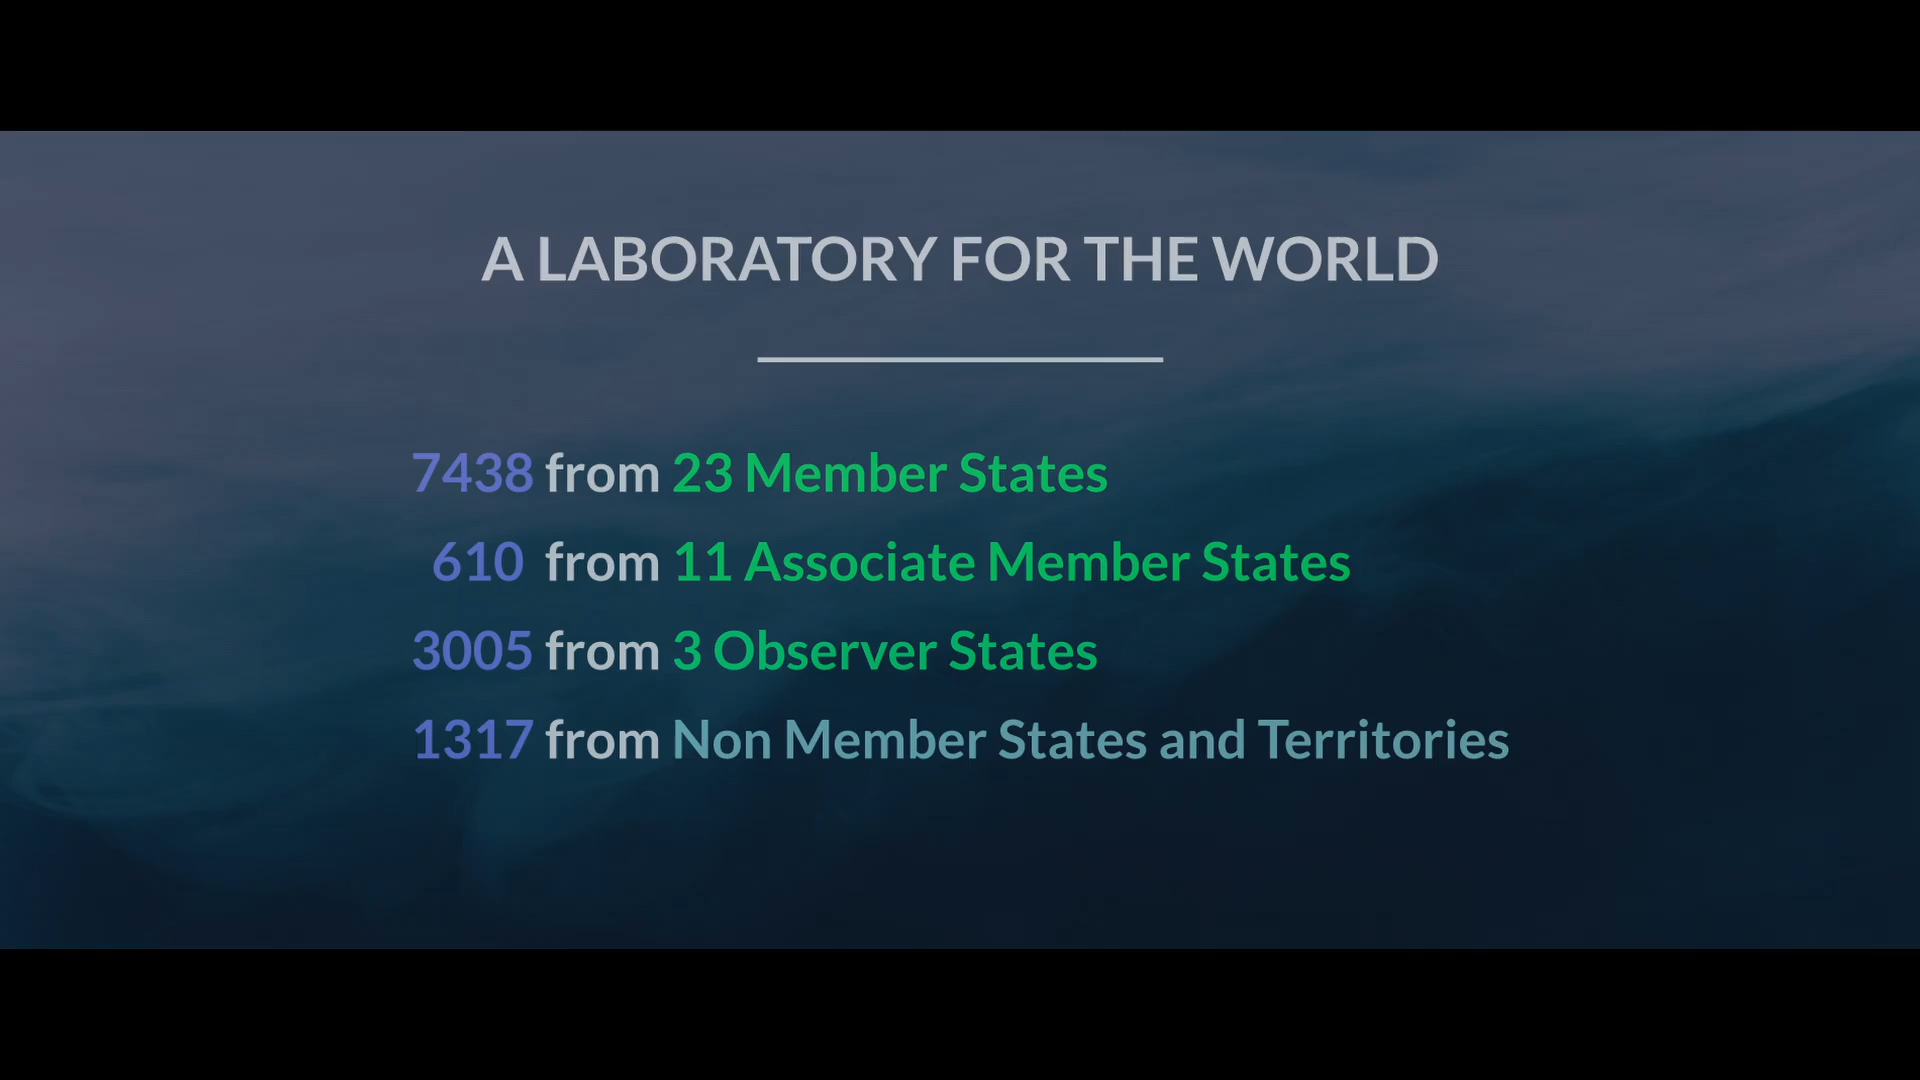 A LABORATORY FOR THE WORLD
7438 from 23 Member States
610 from 11 Associate Member States
3005 from 3 Observer States
1317 from Non Member States and Territories